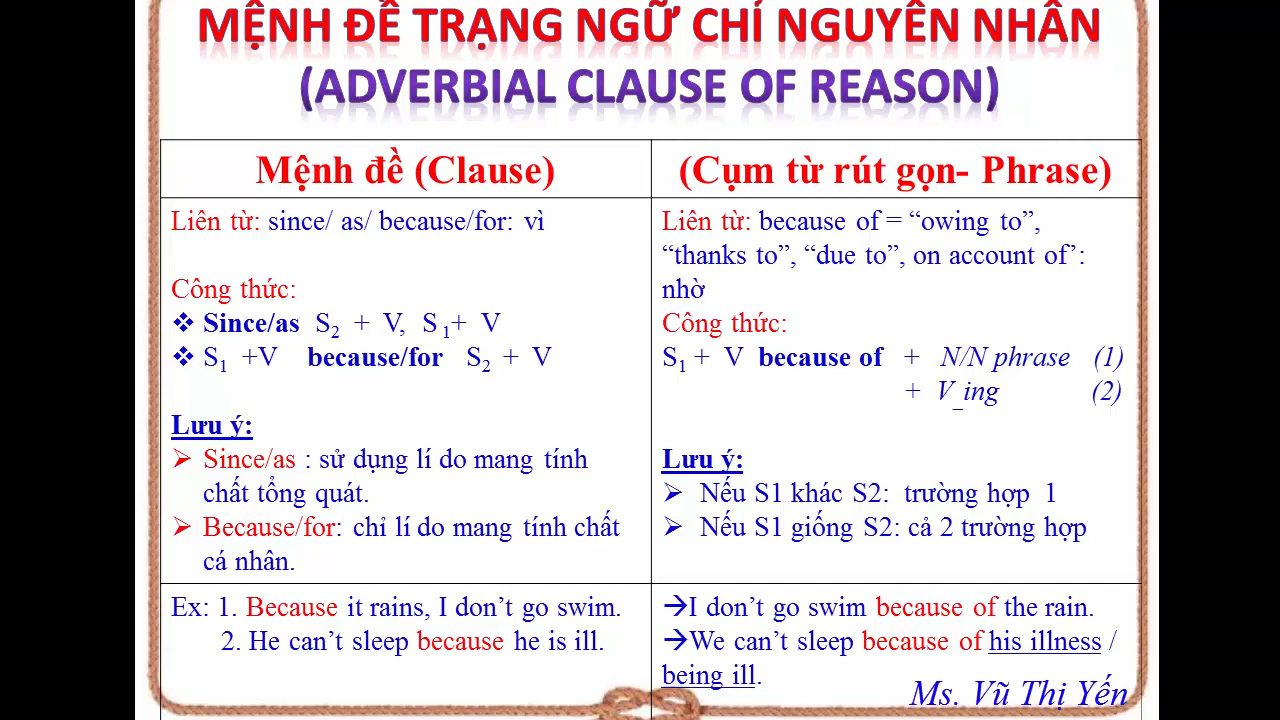 MỆNH ĐỀ TRẠNG NGỮ CHỈ NGUYÊN NHÂN
(ADVERBIAL CLAUSE OF REASON)
Mệnh đề (Clause)
Liên từ: since/ as/ because/for: vì
Công thức:
❖ Since/as S2 + V, S 1+ V
❖ S1 +V because/for S2 + V
Lưu ý:
➢ Since/as : sử dụng lí do mang tính
chất tổng quát.
➢ Because/for: chỉ lí do mang tính chất
cá nhân.
(Cụm từ rút gọn- Phrase)
Liên từ: because of = “owing to”,
“thanks to”, “due to”, on account of’:
nhờ
Công thức:
S1 + V because of + N/N phrase (1)
+ V_ing (2)
Lưu ý:
➢ Nếu S1 khác S2: trường hợp 1
➢ Nếu S1 giống S2: cả 2 trường hợp
Ex: 1. Because it rains, I don’t go swim.
2. He can’t sleep because he is ill.
→I don’t go swim because of the rain.
→We can’t sleep because of his illness /
being ill.
Ms. Vũ Thị Yến